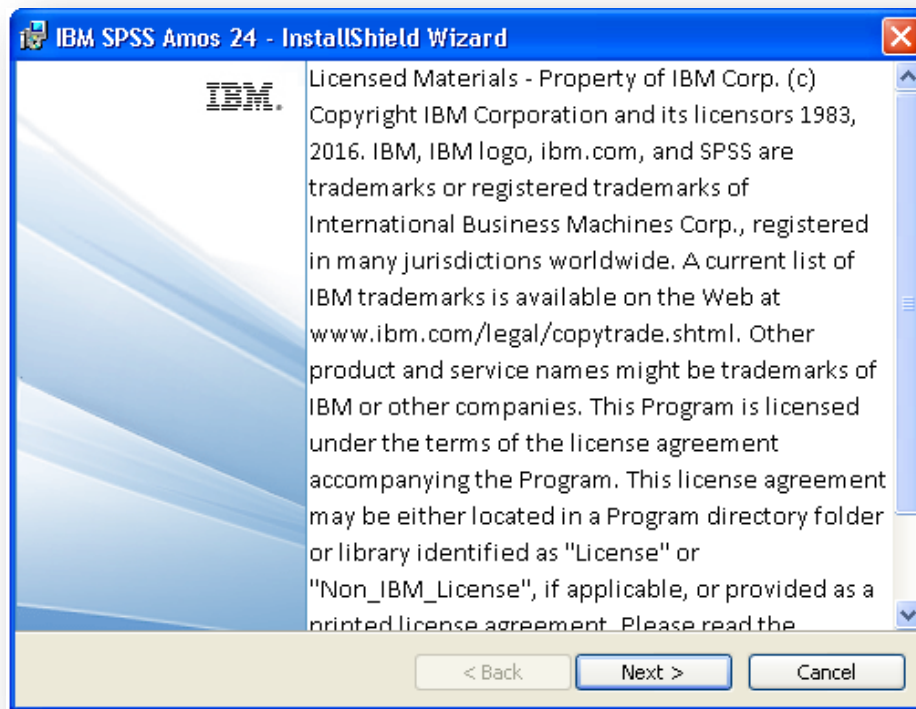 IBM SPSS Amos 24 - InstallShield Wizard
IBM.
Licensed Materials - Property of IBM Corp. (c)
Copyright IBM Corporation and its licensors 1983,
2016. IBM, IBM logo, ibm.com, and SPSS are
trademarks or registered trademarks of
International Business Machines Corp., registered
in many jurisdictions worldwide. A current list of
IBM trademarks is available on the Web at
www.ibm.com/legal/copytrade.shtml. Other
product and service names might be trademarks of
IBM or other companies. This Program is licensed
under the terms of the license agreement
accompanying the Program. This license agreement
may be either located in a Program directory folder
or library identified as "License" or
"Non_IBM_License", if applicable, or provided as a
printed license agreement. Please read the
< Back
Next >
Cancel